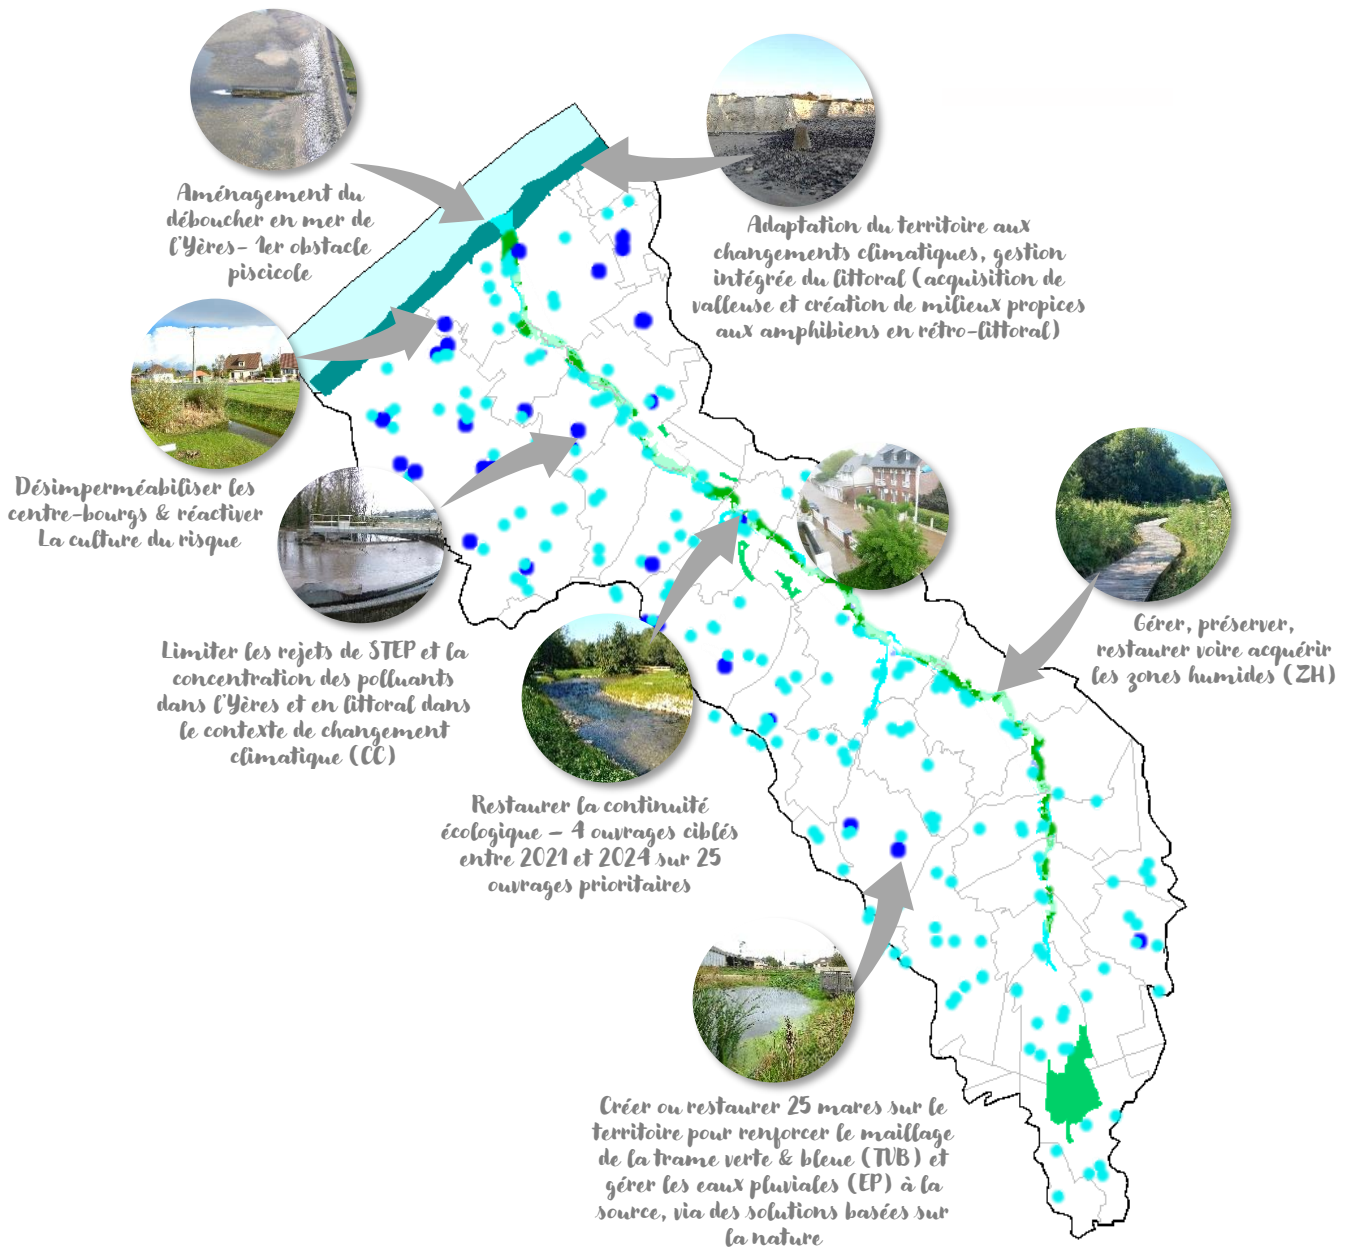 Aménagement du
déboucher en mer de
l'Yères- 1er obstacle
piscicole
Adaptation du territoire aux
changements climatiques, gestion
intégrée du littoral (acquisition de
valleuse et création de milieux propices
aux amphibiens en rétro-littoral)
Désimperméabiliser les
centre-bourgs & réactiver
La culture du risque
Limiter les rejets de STEP et la
concentration des polluants
dans l'Yères et en littoral dans
le contexte de changement
climatique (CC)
Gérer, préserver,
restaurer voire acquérir
les zones humides (ZH)
Restaurer la continuité
écologique – 4 ouvrages ciblés
entre 2021 et 2024 sur 25
ouvrages prioritaires
Créer ou restaurer 25 mares sur le
territoire pour renforcer le maillage
de la trame verte & bleue (TVB) et
gérer les eaux pluviales (EP) à la
source, via des solutions basées sur
la nature